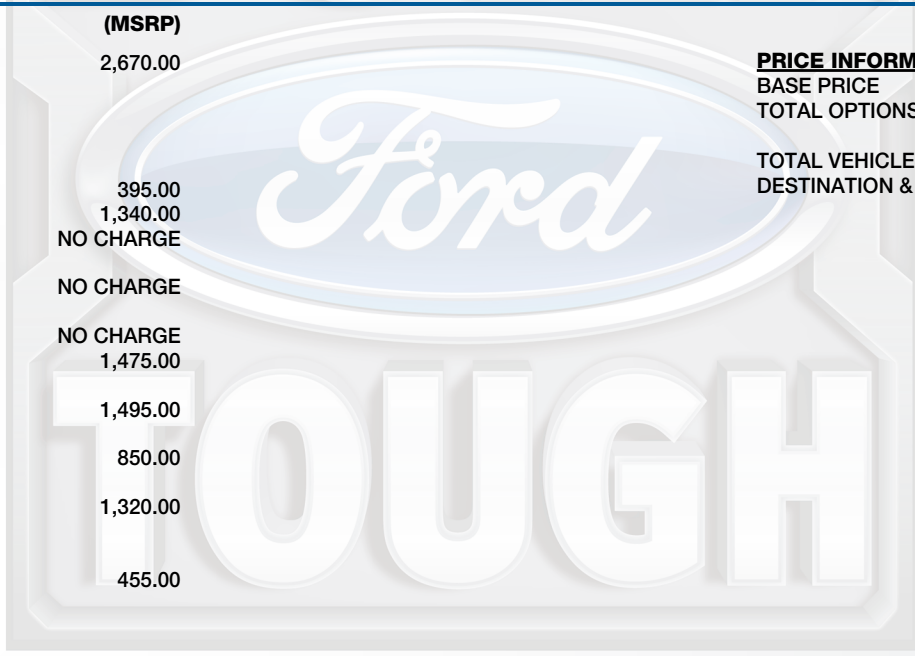 (MSRP)
2,670.00
395.00
1,340.00
NO CHARGE
NO CHARGE
NO CHARGE
1,475.00
1,495.00
850.00
1,320.00
455.00
PRICE INFORM
BASE PRICE
TOTAL OPTIONS
TOTAL VEHICLE
DESTINATION &
Ford
TOUGH